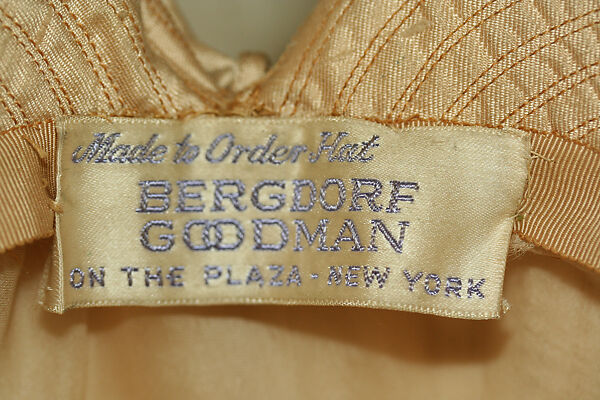 Made to Order Hat
BERGDORF
GOODMAN
ON THE PLAZA - NEW YORK